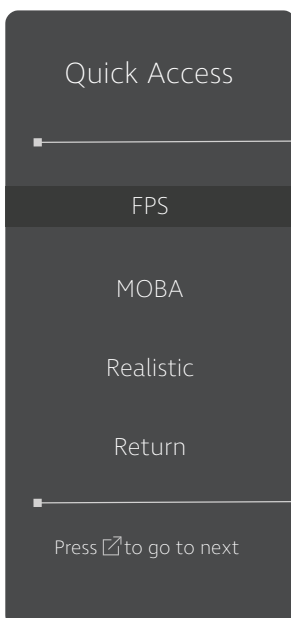 Quick Access
FPS
MOBA
Realistic
Return
Press to go to next